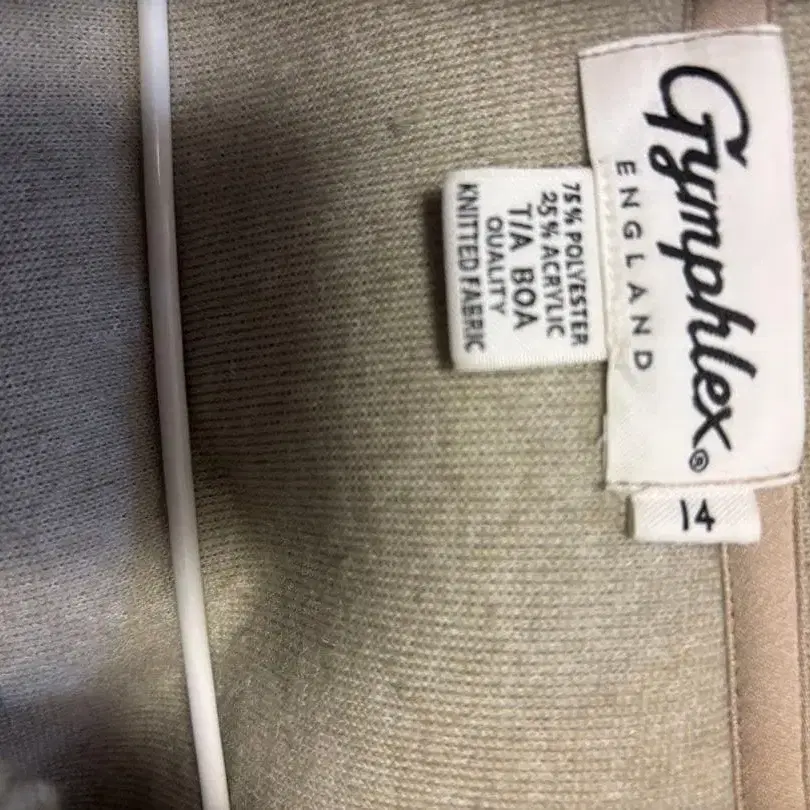 Gymphlex®
ENGLAND
14
75% POLYESTER
25% ACRYLIC
T/A BOA
QUALITY
KNITTED FABRIC